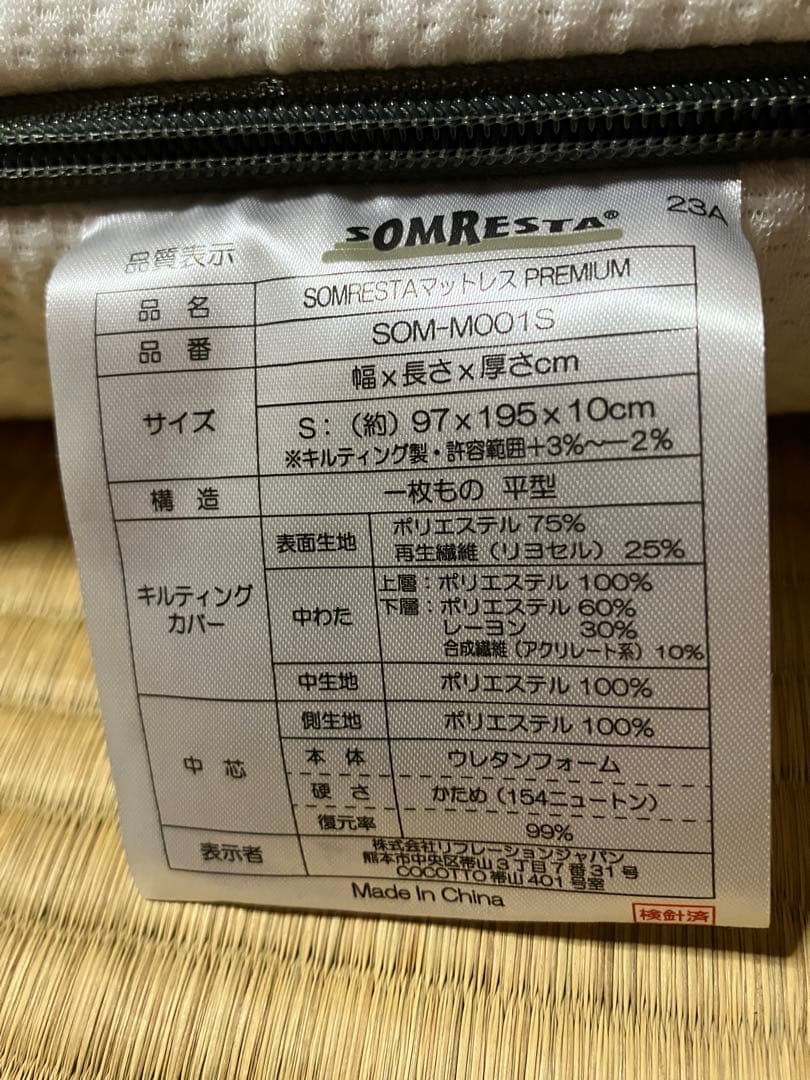 品質表示
SOMRESTA®
23A
品 名 SOMRESTAマットレス PREMIUM
品 番 SOM-M001S
サイズ
幅×長さ×厚さcm
S：（約）97×195×10cm
※キルティング製・許容範囲+3%〜−2%
構 造 一枚もの 平型
キルティング
カバー
表面生地
ポリエステル 75%
再生繊維（リヨセル） 25%
中わた
上層：ポリエステル 100%
下層：ポリエステル 60%
レーヨン 30%
合成繊維（アクリレート系） 10%
中生地 ポリエステル 100%
中 芯
側生地 ポリエステル 100%
本 体 ウレタンフォーム
硬 さ かため（154ニュートン）
復元率 99%
表示者
株式会社リフレーションジャパン
熊本市中央区帯山3丁目7番31号
COCOTTO帯山401号室
Made In China
検針済